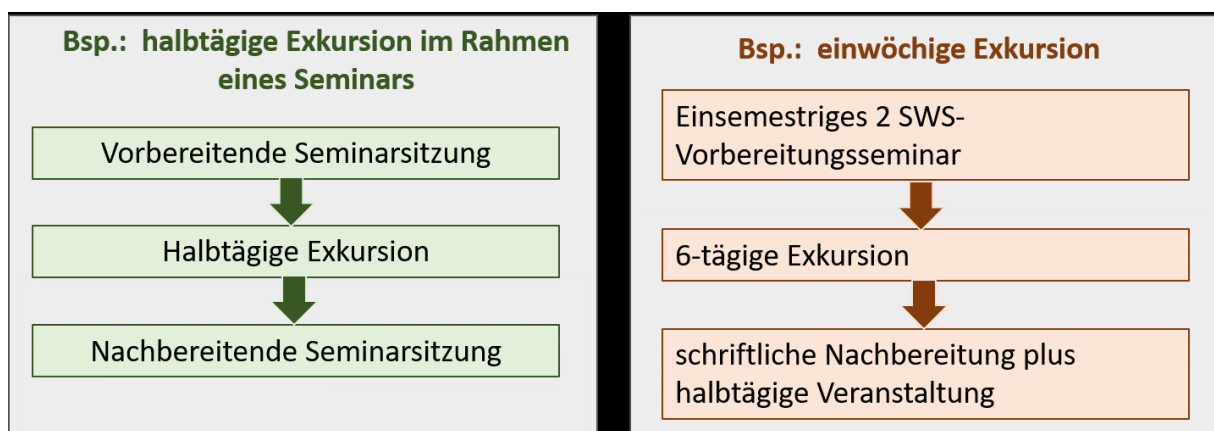 Bsp.: halbtägige Exkursion im Rahmen
eines Seminars
Vorbereitende Seminarsitzung
Halbtägige Exkursion
Nachbereitende Seminarsitzung
Bsp.: einwöchige Exkursion
Einsemestriges 2 SWS-
Vorbereitungsseminar
6-tägige Exkursion
schriftliche Nachbereitung plus
halbtägige Veranstaltung